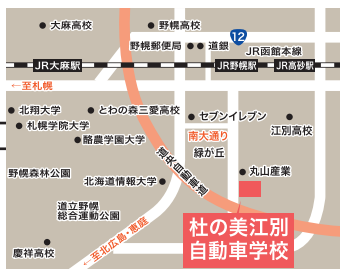 大麻高校
野幌高校
野幌郵便局
道銀
12
JR函館本線
JR大麻駅
JR野幌駅
JR高砂駅
←至札幌
北翔大学
とわの森三愛高校
セブンイレブン
札幌学院大学
江別高校
酪農学園大学
南大通り
緑が丘
道央自動車道
野幌森林公園
北海道情報大学
丸山産業
道立野幌
総合運動公園
杜の美江別
自動車学校
慶祥高校
←至北広島・恵庭